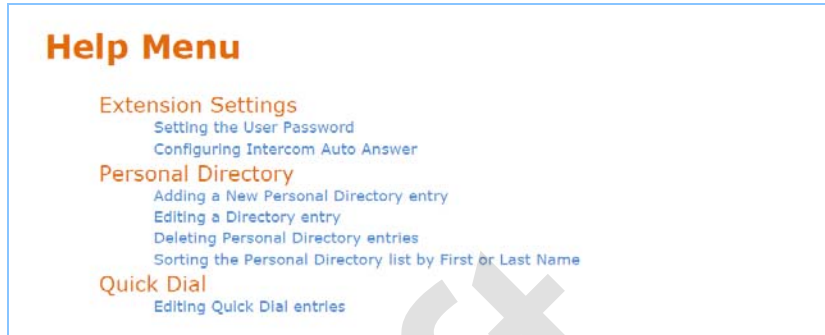 Help Menu
Extension Settings
Setting the User Password
Configuring Intercom Auto Answer
Personal Directory
Adding a New Personal Directory entry
Editing a Directory entry
Deleting Personal Directory entries
Sorting the Personal Directory list by First or Last Name
Quick Dial
Editing Quick Dial entries